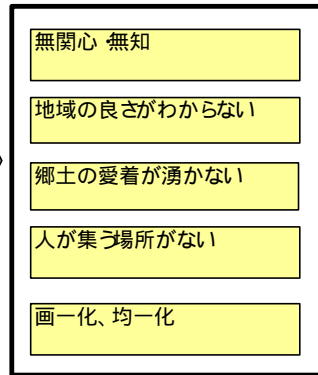 無関心・無知
地域の良さがわからない
郷土の愛着が湧かない
人が集う場所がない
画一化、均一化